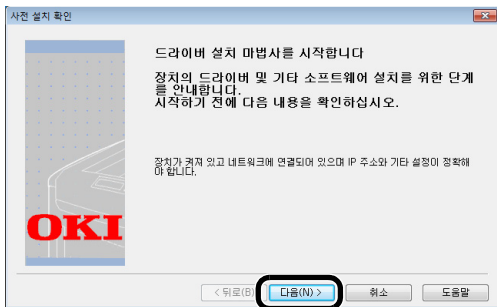 사전 설치 확인
드라이버 설치 마법사를 시작합니다
장치의 드라이버 및 기타 소프트웨어 설치를 위한 단계
를 안내합니다.
시작하기 전에 다음 내용을 확인하십시오.
장치가 켜져 있고 네트워크에 연결되어 있으며 IP 주소와 기타 설정이 정확해
야 합니다.
OKI
< 뒤로(B) 다음(N) > 취소 도움말